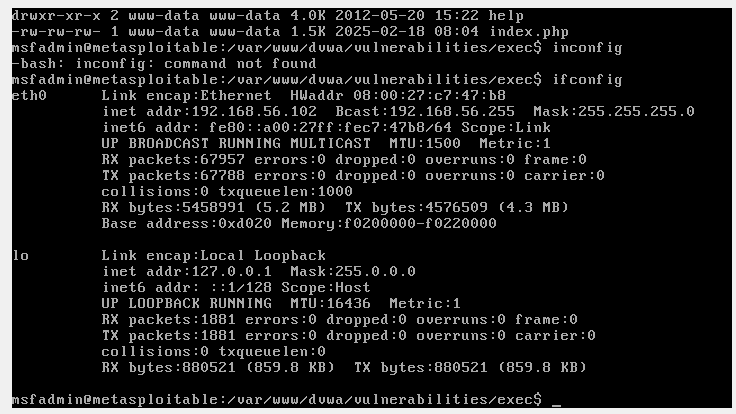 drwxr-xr-x 2 www-data www-data 4.0K 2012-05-20 15:22 help
-rw-rw-rw- 1 www-data www-data 1.5K 2025-02-18 08:04 index.php
msfadmin@metasploitable:/var/www/dvwa/vulnerabilities/exec$ inconfig
-bash: inconfig: command not found
msfadmin@metasploitable:/var/www/dvwa/vulnerabilities/exec$ ifconfig
eth0      Link encap:Ethernet  HWaddr 08:00:27:c7:47:b8
          inet addr:192.168.56.102  Bcast:192.168.56.255  Mask:255.255.255.0
          inet6 addr: fe80::a00:27ff:fec7:47b8/64 Scope:Link
          UP BROADCAST RUNNING MULTICAST  MTU:1500  Metric:1
          RX packets:67957 errors:0 dropped:0 overruns:0 frame:0
          TX packets:67788 errors:0 dropped:0 overruns:0 carrier:0
          collisions:0 txqueuelen:1000
          RX bytes:5458991 (5.2 MB)  TX bytes:4576509 (4.3 MB)
          Base address:0xd020 Memory:f0200000-f0220000
lo        Link encap:Local Loopback
          inet addr:127.0.0.1  Mask:255.0.0.0
          inet6 addr: ::1/128 Scope:Host
          UP LOOPBACK RUNNING  MTU:16436  Metric:1
          RX packets:1881 errors:0 dropped:0 overruns:0 frame:0
          TX packets:1881 errors:0 dropped:0 overruns:0 carrier:0
          collisions:0 txqueuelen:0
          RX bytes:880521 (859.8 KB)  TX bytes:880521 (859.8 KB)
msfadmin@metasploitable:/var/www/dvwa/vulnerabilities/exec$ _